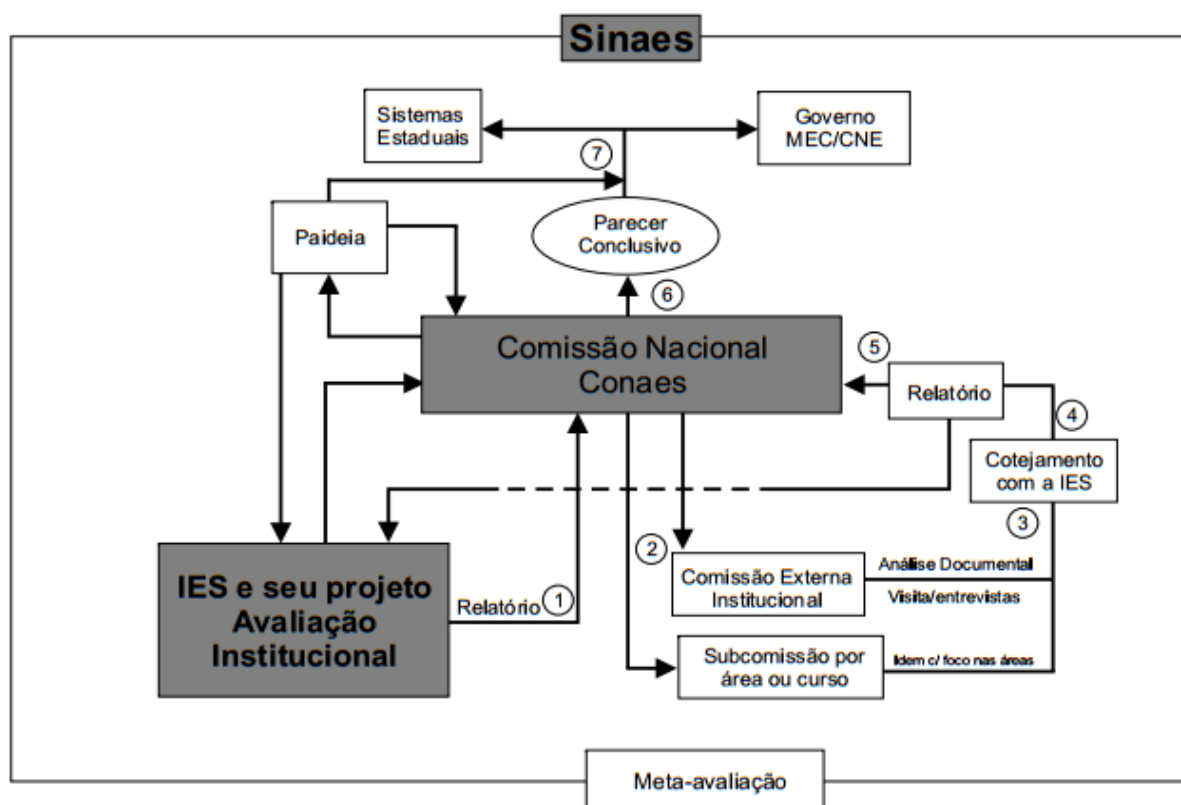 Sinaes
Sistemas
Estaduais
Governo
MEC/CNE
7
Paideia
Parecer
Conclusivo
6
Comissão Nacional
Conaes
5
Relatório
4
Cotejamento
com a IES
3
2
Comissão Externa
Institucional
Análise Documental
Visita/entrevistas
IES e seu projeto
Avaliação
Institucional
Relatório
1
Subcomissão por
área ou curso
Idem c/ foco nas áreas
Meta-avaliação